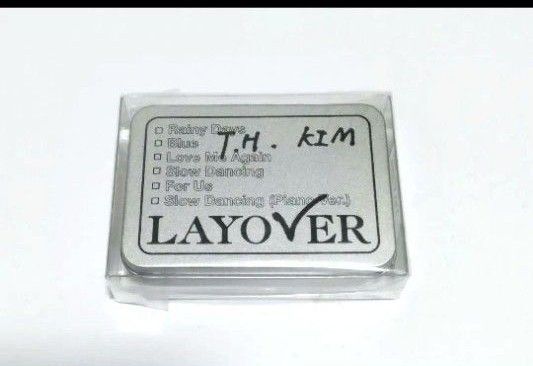 □ Rainy Days
□ Blue
T.H. KIM
□ Love Me Again
□ Slow Dancing
□ For Us
□ Slow Dancing (Piano Ver.)
LAYOVER